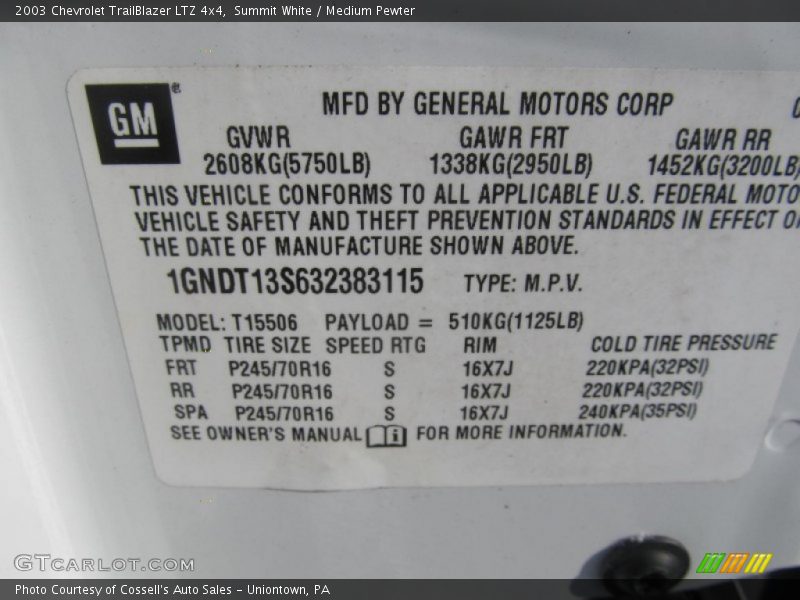 2003 Chevrolet TrailBlazer LTZ 4x4, Summit White / Medium Pewter
GM ®
MFD BY GENERAL MOTORS CORP
GVWR GAWR FRT GAWR RR
2608KG(5750LB) 1338KG(2950LB) 1452KG(3200LB)
THIS VEHICLE CONFORMS TO ALL APPLICABLE U.S. FEDERAL MOTO
VEHICLE SAFETY AND THEFT PREVENTION STANDARDS IN EFFECT O
THE DATE OF MANUFACTURE SHOWN ABOVE.
1GNDT13S632383115 TYPE: M.P.V.
MODEL: T15506 PAYLOAD = 510KG(1125LB)
TPMD TIRE SIZE SPEED RTG RIM COLD TIRE PRESSURE
FRT P245/70R16 S 16X7J 220KPA(32PSI)
RR P245/70R16 S 16X7J 220KPA(32PSI)
SPA P245/70R16 S 16X7J 240KPA(35PSI)
SEE OWNER'S MANUAL i FOR MORE INFORMATION.
GTCARLOT.COM
Photo Courtesy of Cossell's Auto Sales - Uniontown, PA